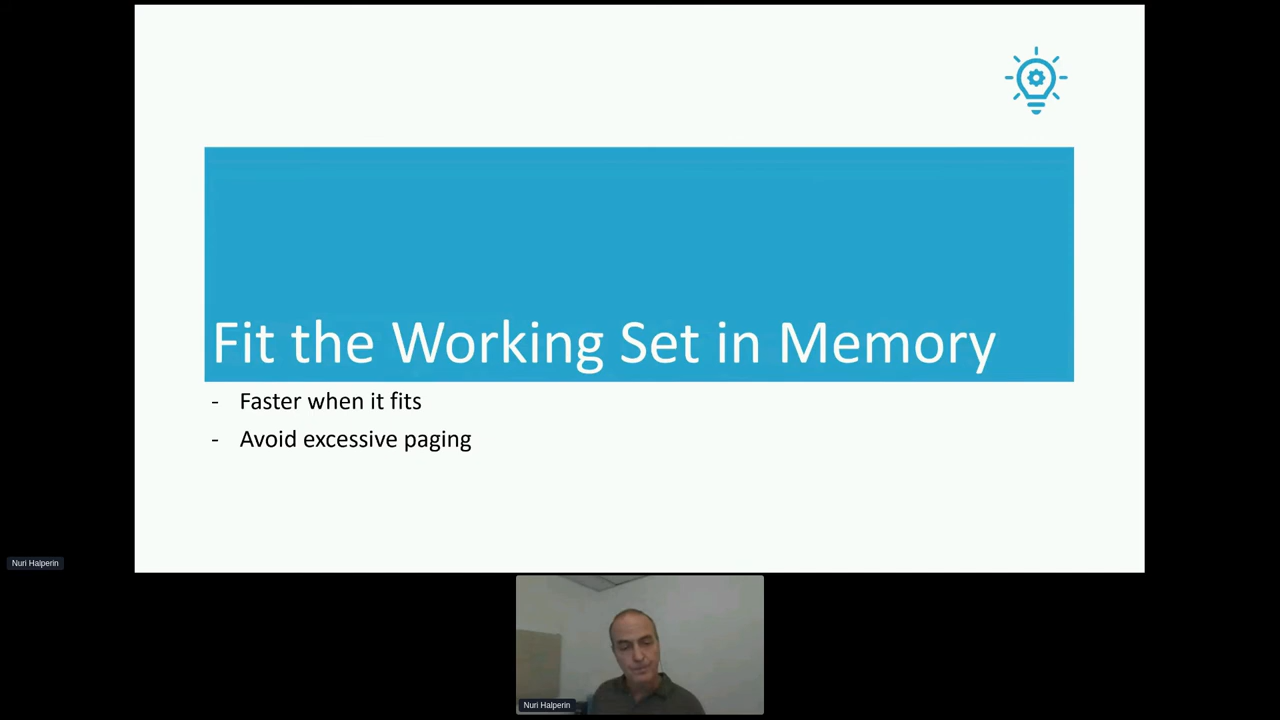 Fit the Working Set in Memory
- Faster when it fits
- Avoid excessive paging
Nuri Halperin
Nuri Halperin